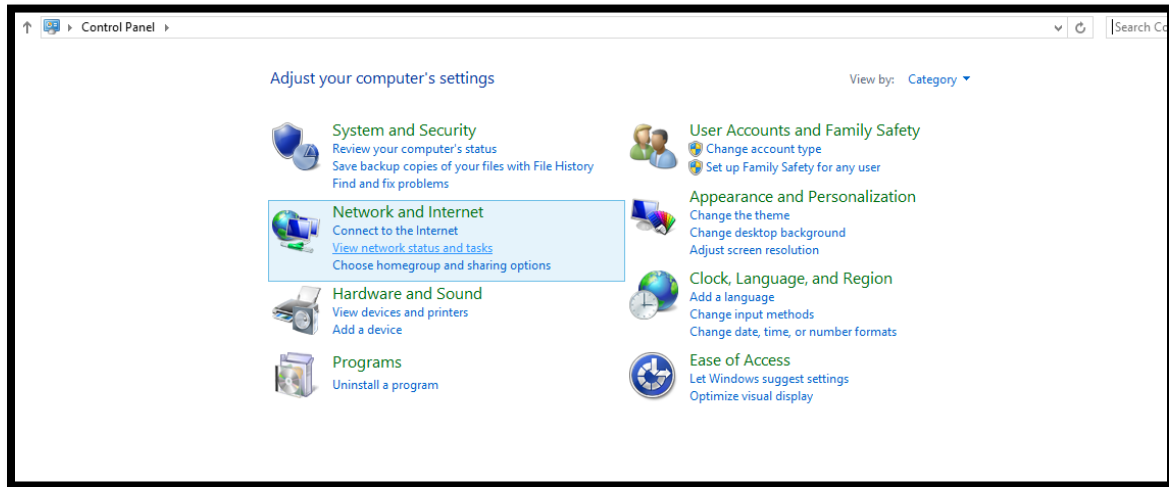 Control Panel
Search Co
Adjust your computer's settings
View by: Category
System and Security
Review your computer's status
Save backup copies of your files with File History
Find and fix problems
Network and Internet
Connect to the Internet
View network status and tasks
Choose homegroup and sharing options
Hardware and Sound
View devices and printers
Add a device
Programs
Uninstall a program
User Accounts and Family Safety
Change account type
Set up Family Safety for any user
Appearance and Personalization
Change the theme
Change desktop background
Adjust screen resolution
Clock, Language, and Region
Add a language
Change input methods
Change date, time, or number formats
Ease of Access
Let Windows suggest settings
Optimize visual display